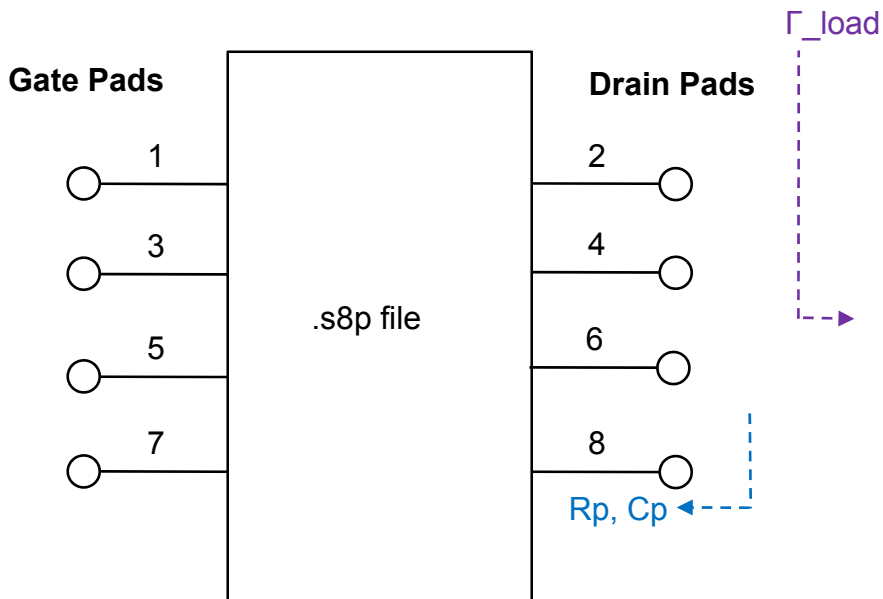 Γ_load
Gate Pads
Drain Pads
1
2
3
4
.s8p file
5
6
7
8
Rp, Cp